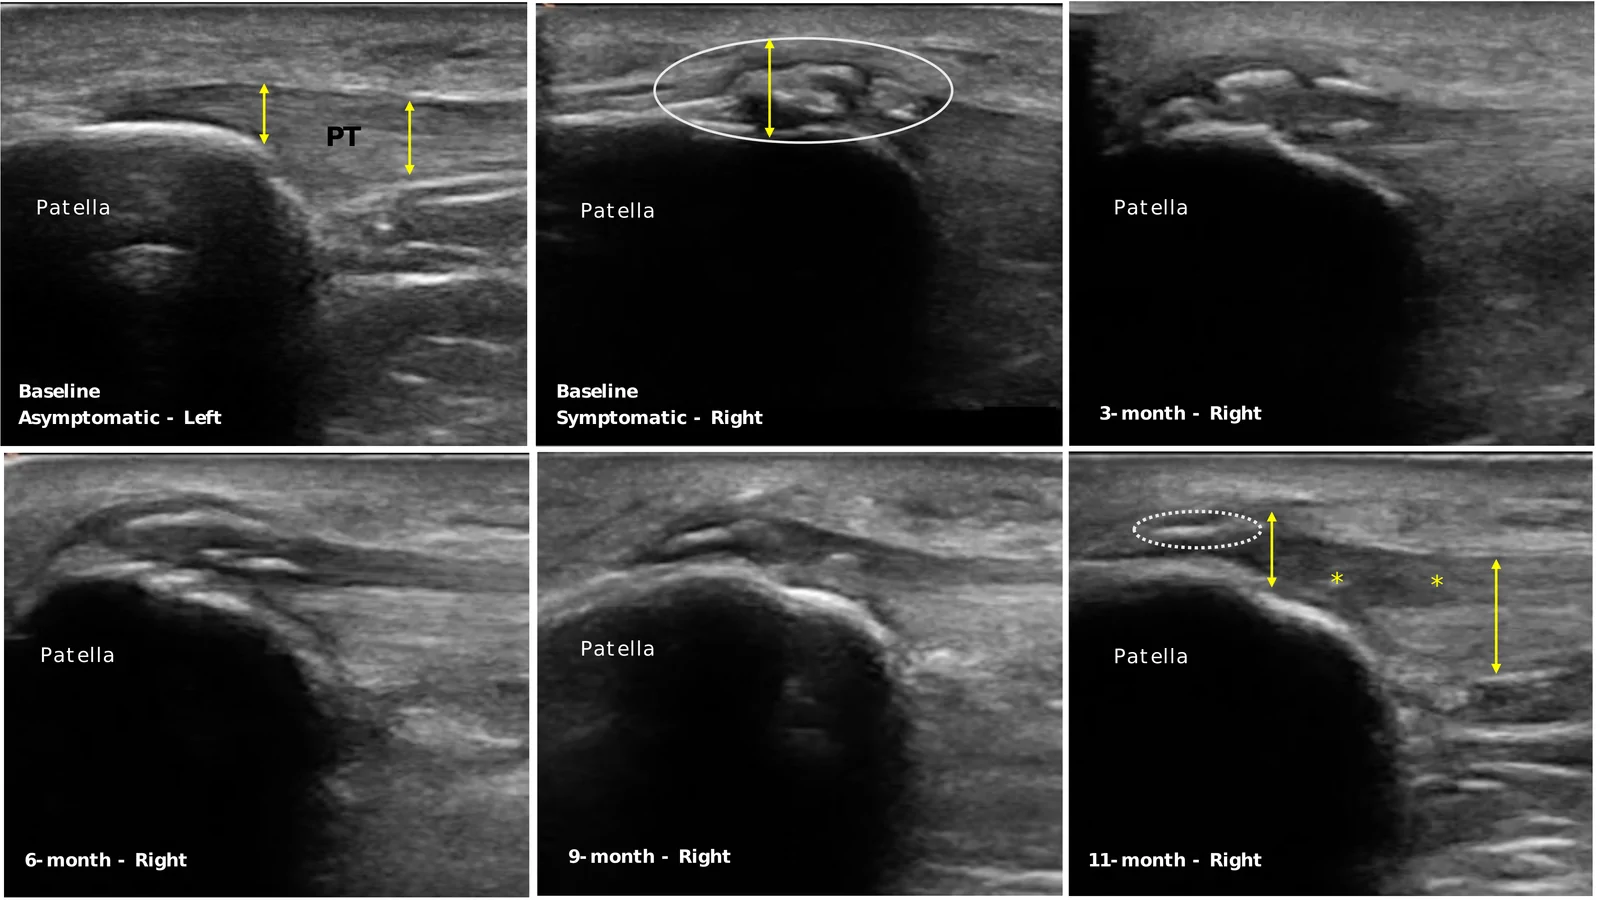 PT
Patella
Baseline
Asymptomatic - Left
Patella
Baseline
Symptomatic - Right
Patella
3-month - Right
Patella
6-month - Right
Patella
9-month - Right
* *
Patella
11-month - Right